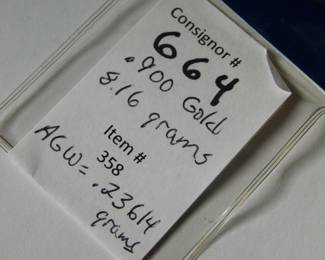 Consignor #
664
.900 Gold
8.16 grams
Item #
358
AGW= .23614
grams